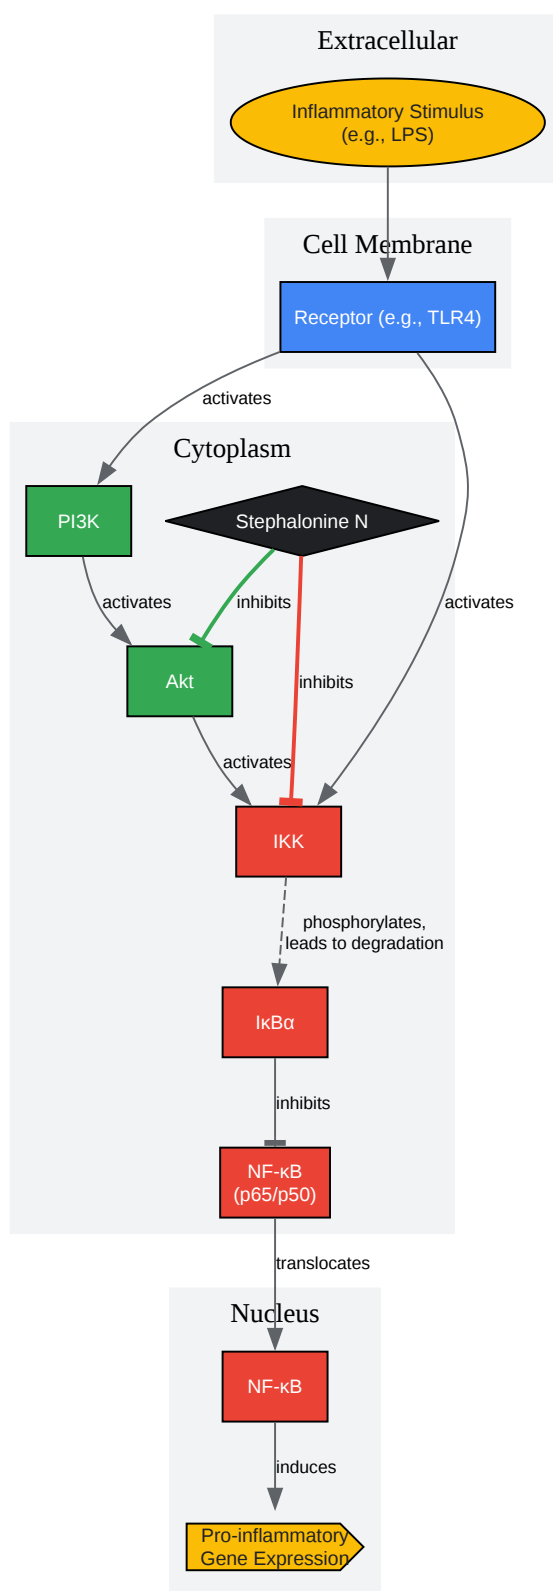 Extracellular
Inflammatory Stimulus
(e.g., LPS)
Cell Membrane
Receptor (e.g., TLR4)
activates
Cytoplasm
PI3K
Stephalonine N
activates
inhibits
activates
Akt
inhibits
activates
IKK
phosphorylates,
leads to degradation
IκBα
inhibits
NF-κB
(p65/p50)
translocates
Nucleus
NF-κB
induces
Pro-inflammatory
Gene Expression